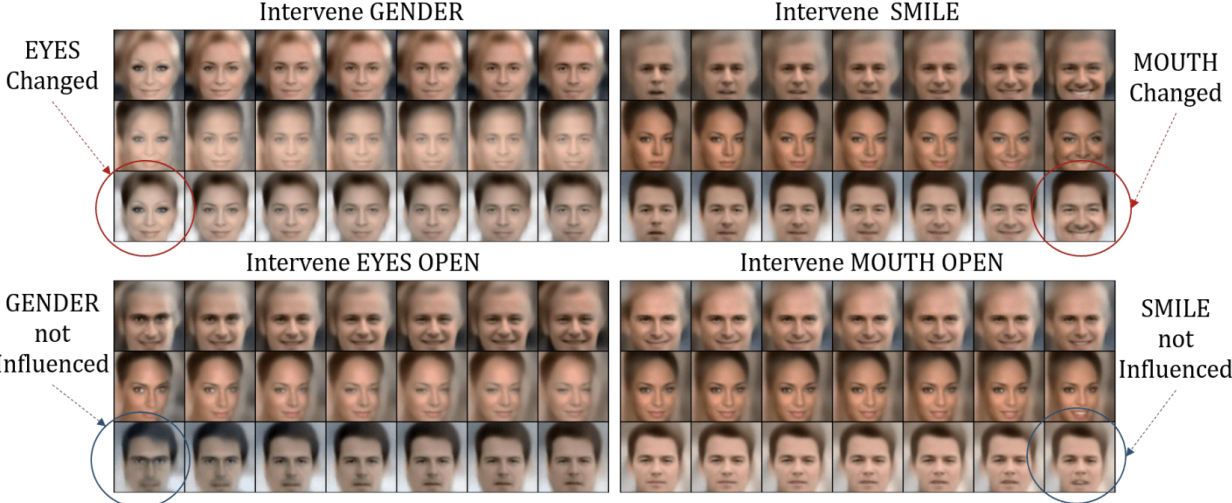 Intervene GENDER
Intervene SMILE
EYES
Changed
MOUTH
Changed
Intervene EYES OPEN
Intervene MOUTH OPEN
GENDER
not
Influenced
SMILE
not
Influenced